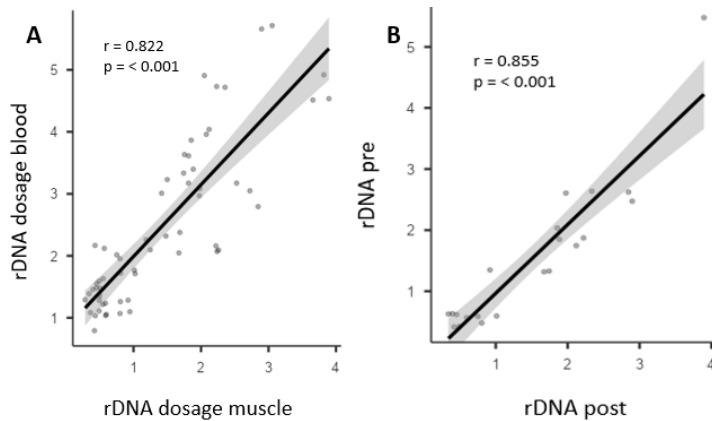 A
r = 0.822
p = < 0.001
rDNA dosage blood
5
4
3
2
1
1
2
3
4
rDNA dosage muscle
B
r = 0.855
p = < 0.001
rDNA pre
5
4
3
2
1
0
1
2
3
4
rDNA post